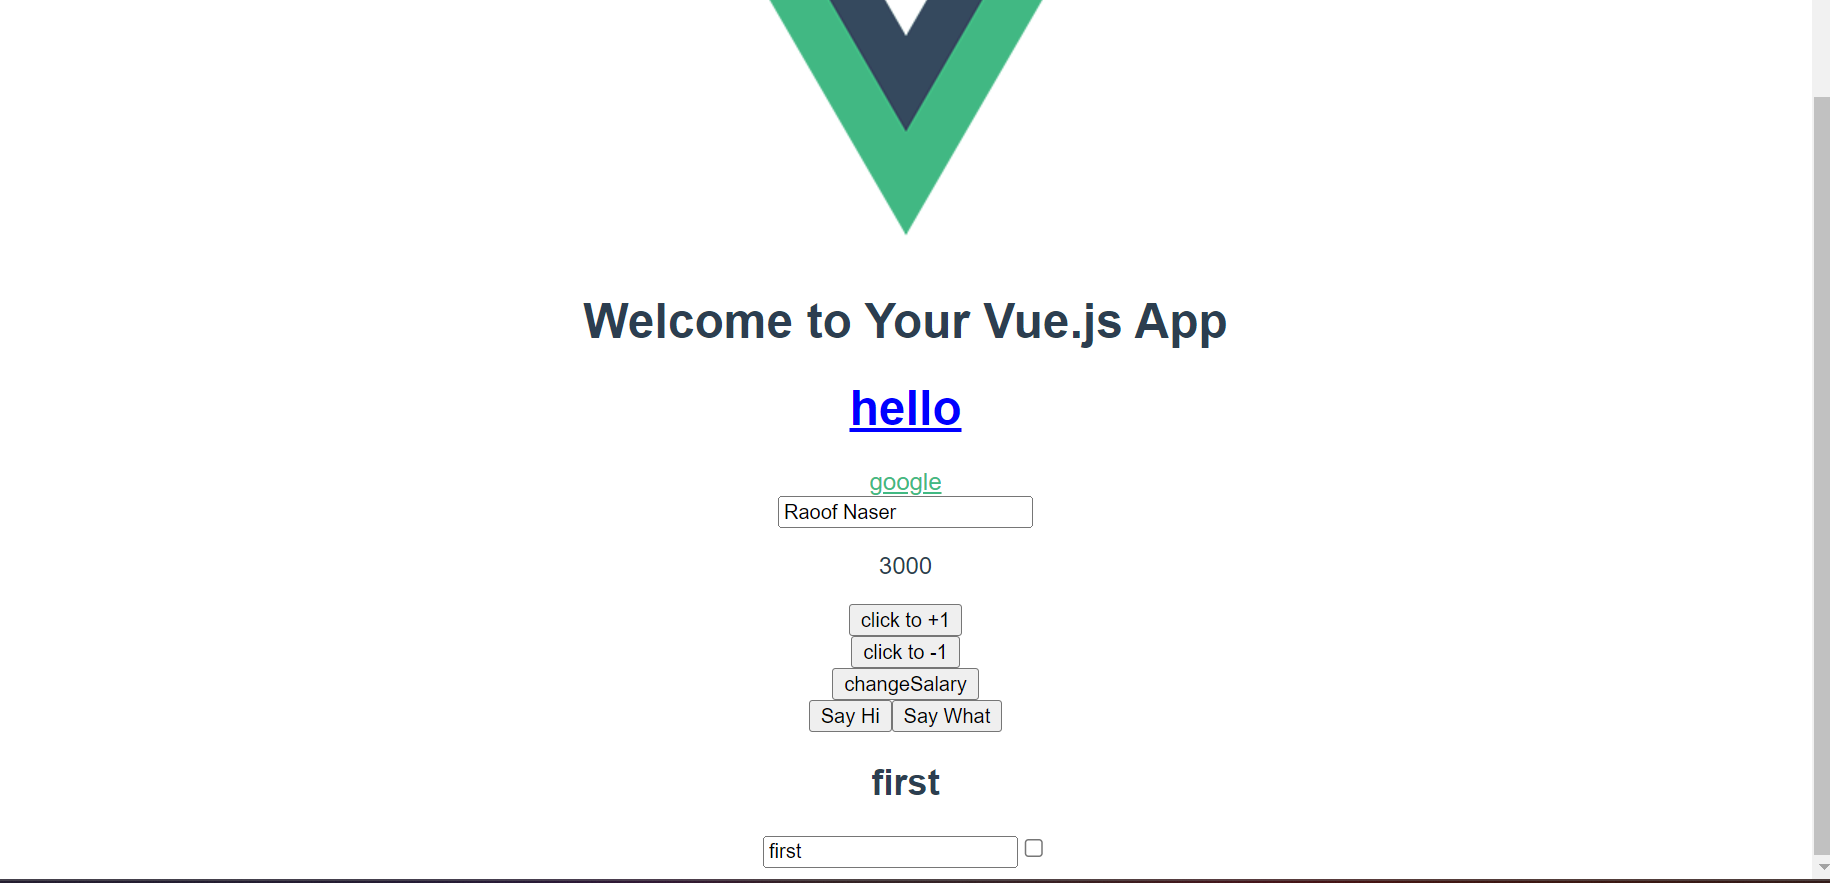 Welcome to Your Vue.js App
hello
google
Raoof Naser
3000
click to +1
click to -1
changeSalary
Say Hi Say What
first
first